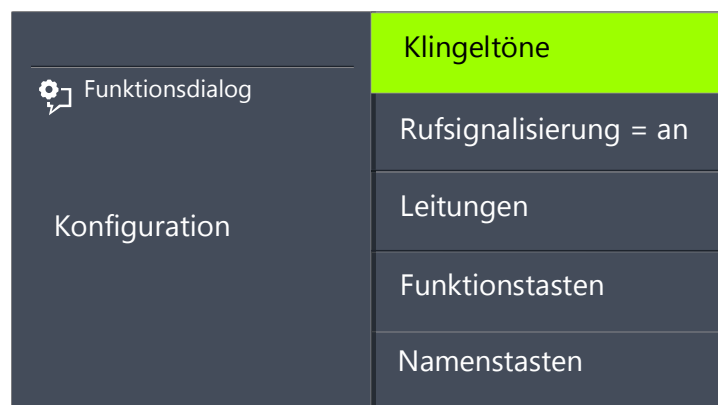 Funktionsdialog
Konfiguration
Klingeltöne
Rufsignalisierung = an
Leitungen
Funktionstasten
Namenstasten